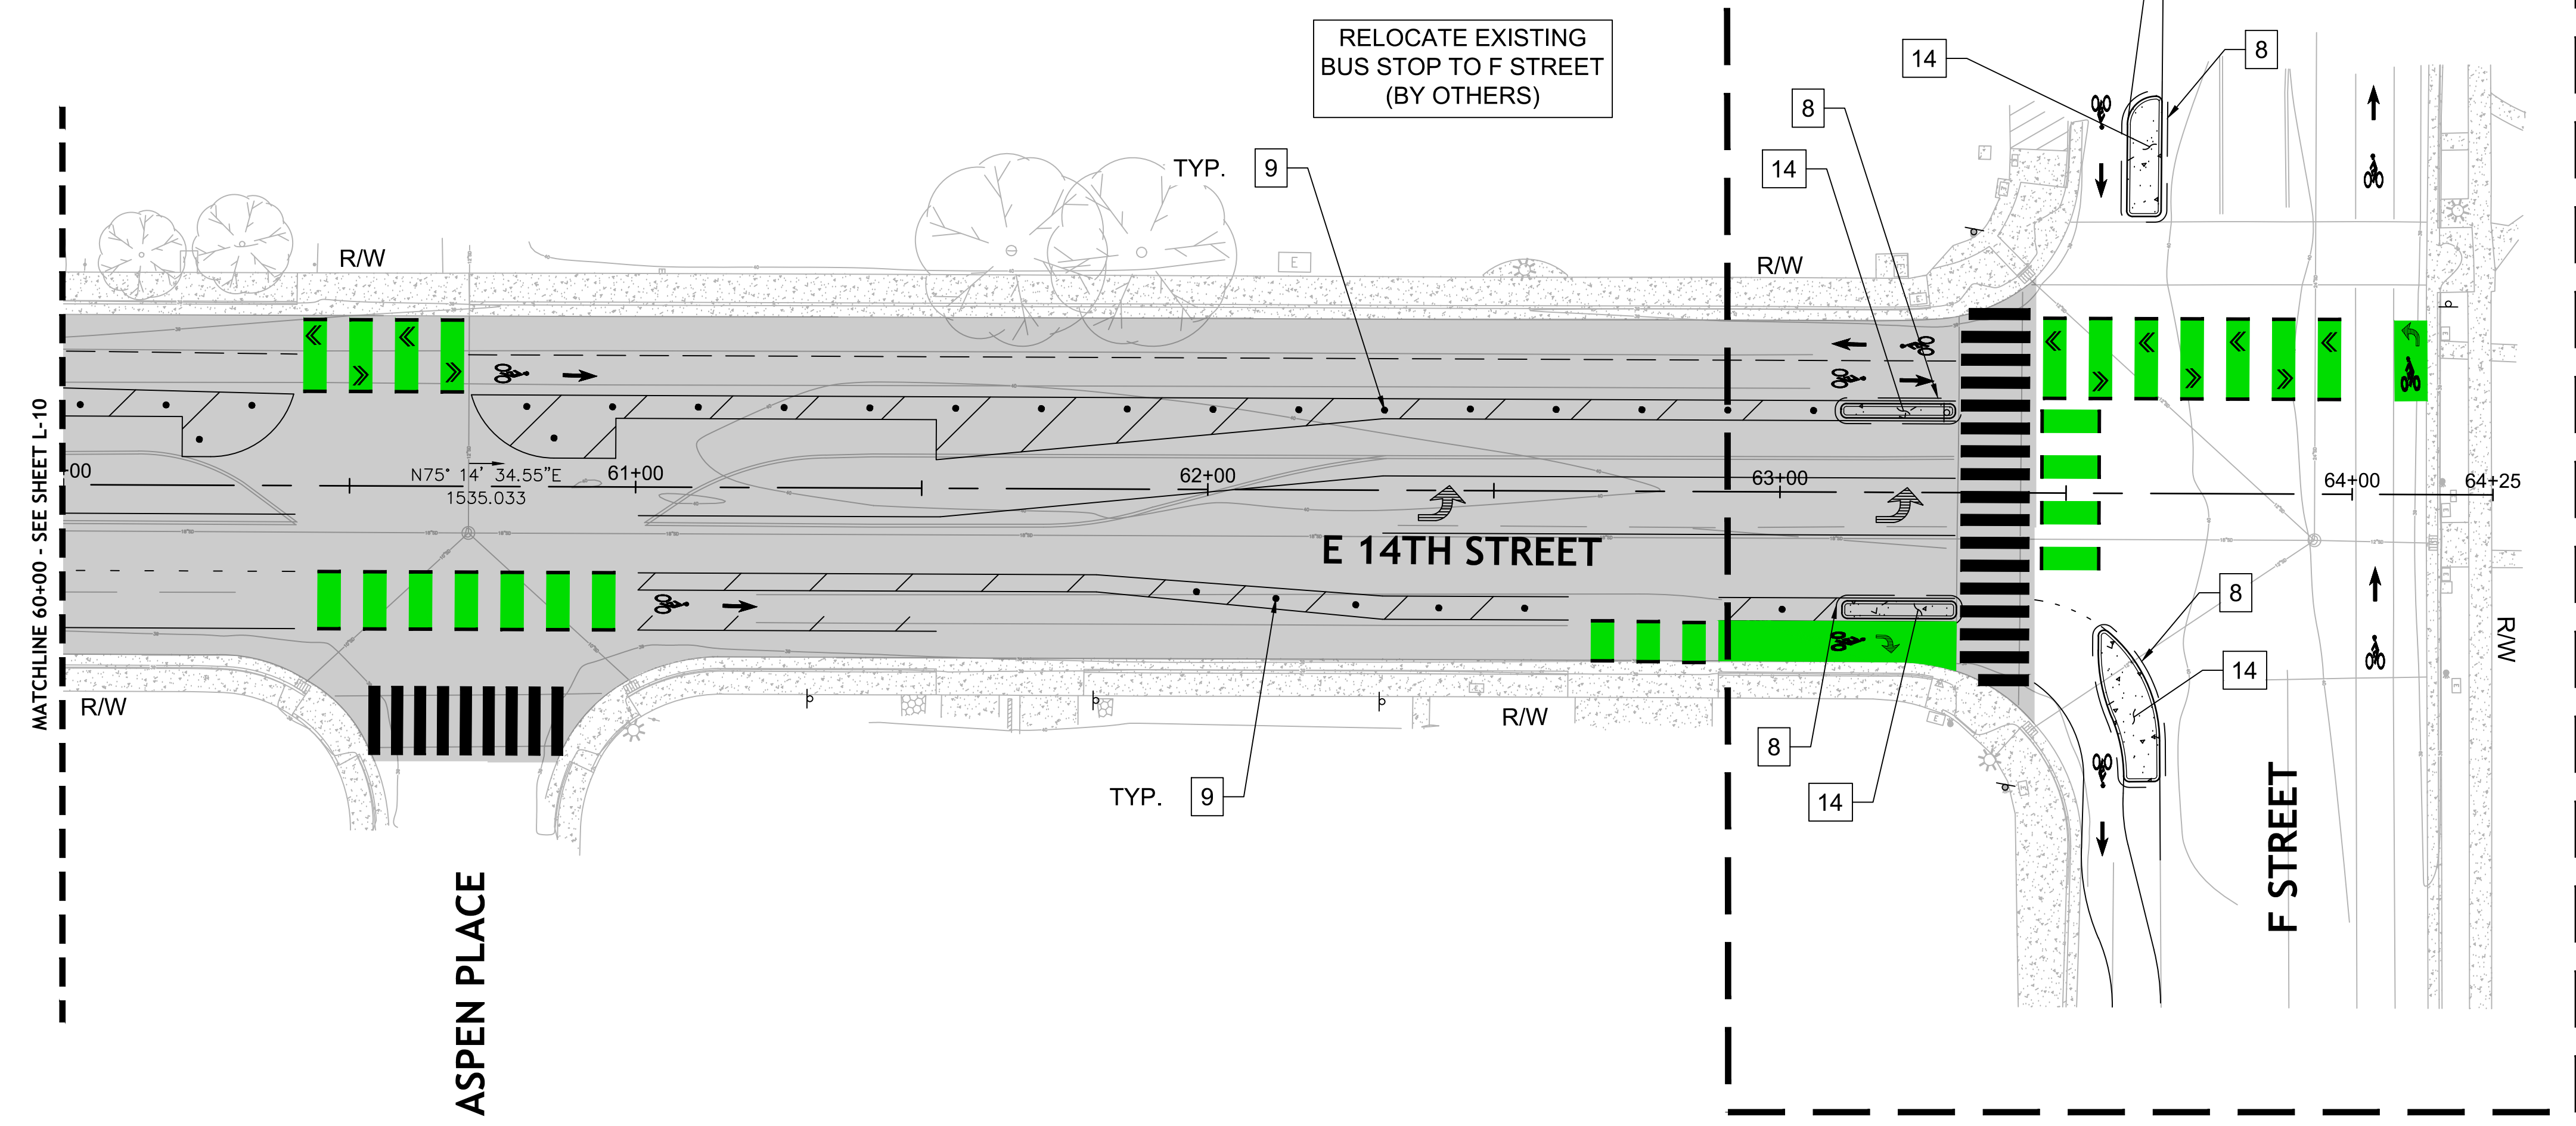 RELOCATE EXISTING
BUS STOP TO F STREET
(BY OTHERS)
14
8
8
14
TYP. 9
R/W
R/W
E
MATCHLINE 60+00 - SEE SHEET L-10
+00
N75° 14' 34.55"E
1535.033
61+00
62+00
63+00
64+00
64+25
E 14TH STREET
8
14
R/W
R/W
R/W
8
14
TYP. 9
ASPEN PLACE
F STREET